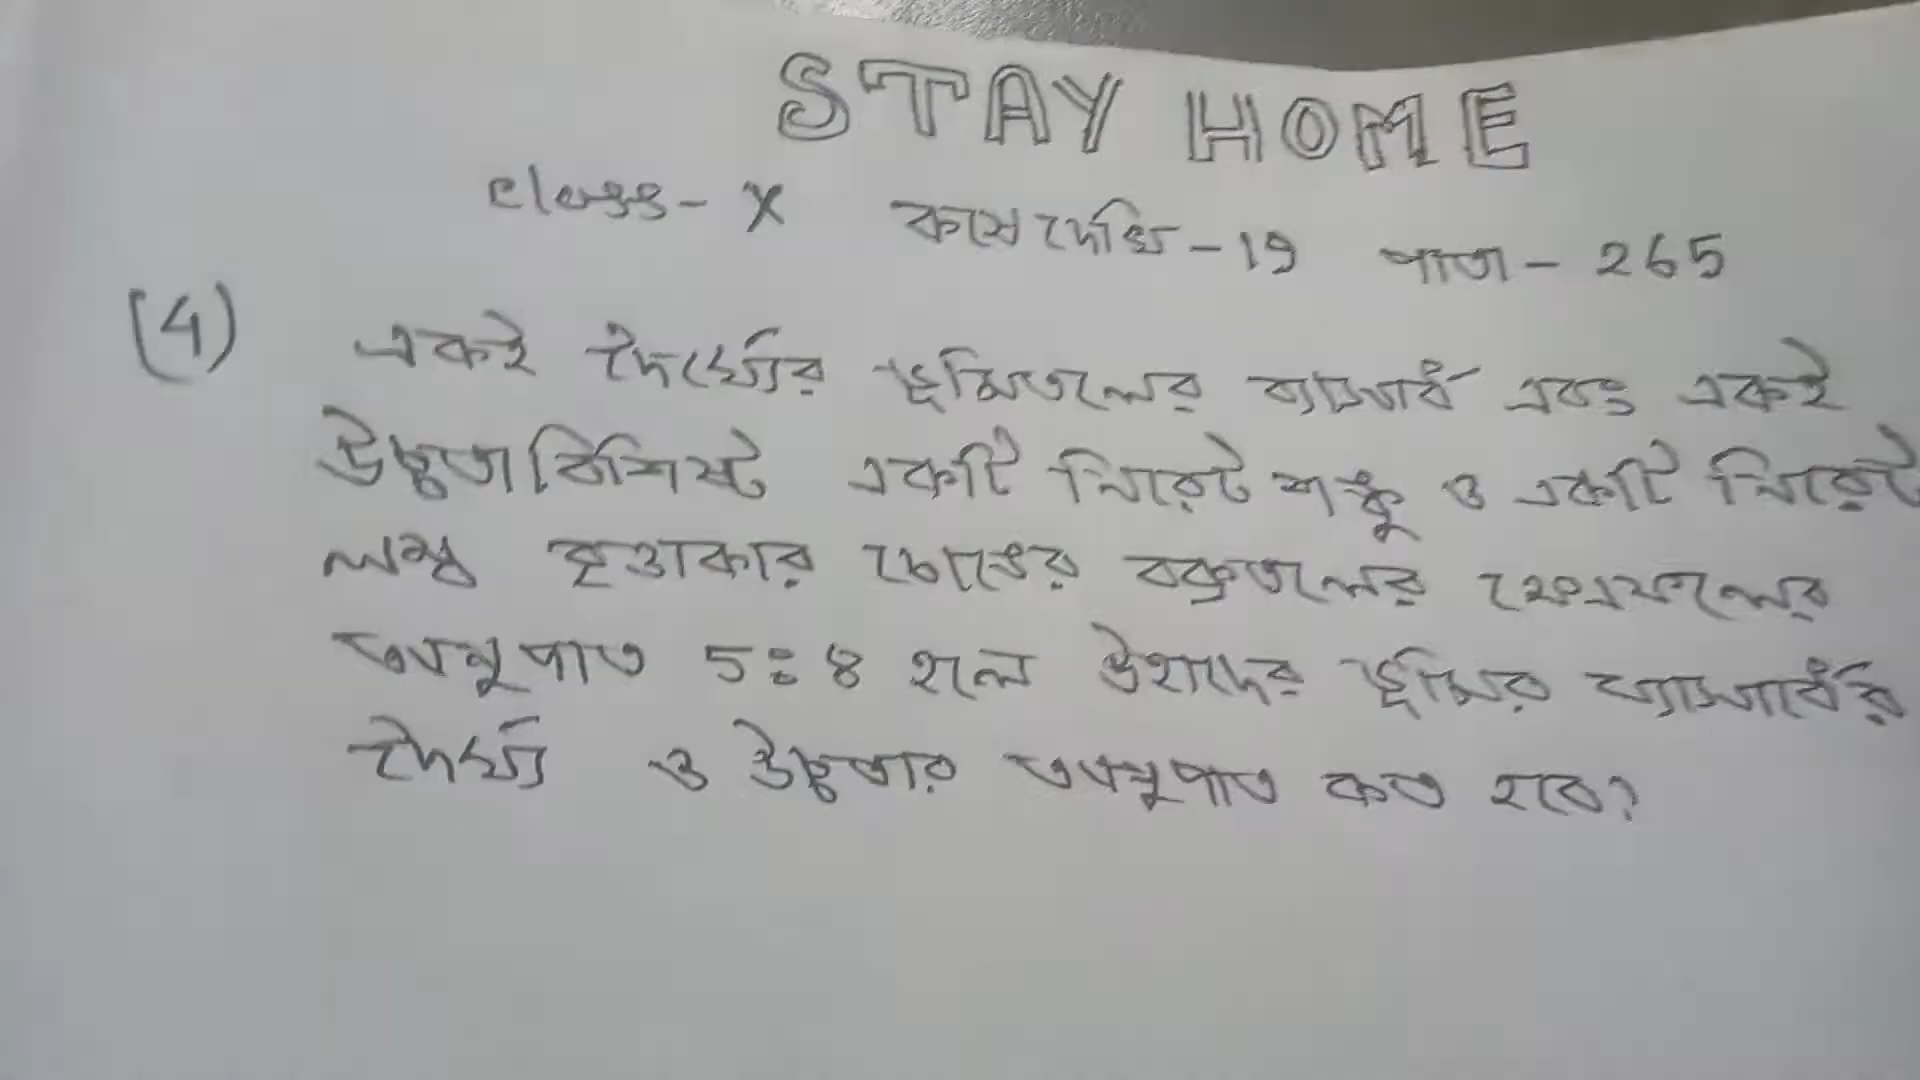 STAY HOME
class - X কষে দেখি - 19 পাতা - 265
(4) একই দৈর্ঘ্যের ভূমিতলের ব্যাসার্ধ এবং একই
উচ্চতাবিশিষ্ট একটি নিরেট শঙ্কু ও একটি নিরেট
লম্ব বৃত্তাকার চোঙের বক্রতলের ক্ষেত্রফলের
অনুপাত 5:8 হলে উহাদের ভূমির ব্যাসার্ধের
দৈর্ঘ্য ও উচ্চতার অনুপাত কত হবে?